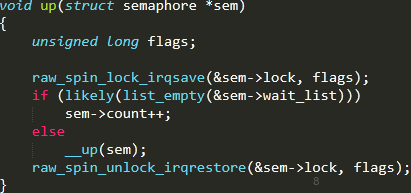 void up(struct semaphore *sem)
{
    unsigned long flags;

    raw_spin_lock_irqsave(&sem->lock, flags);
    if (likely(list_empty(&sem->wait_list)))
        sem->count++;
    else
        __up(sem);
    raw_spin_unlock_irqrestore(&sem->lock, flags);
8
}